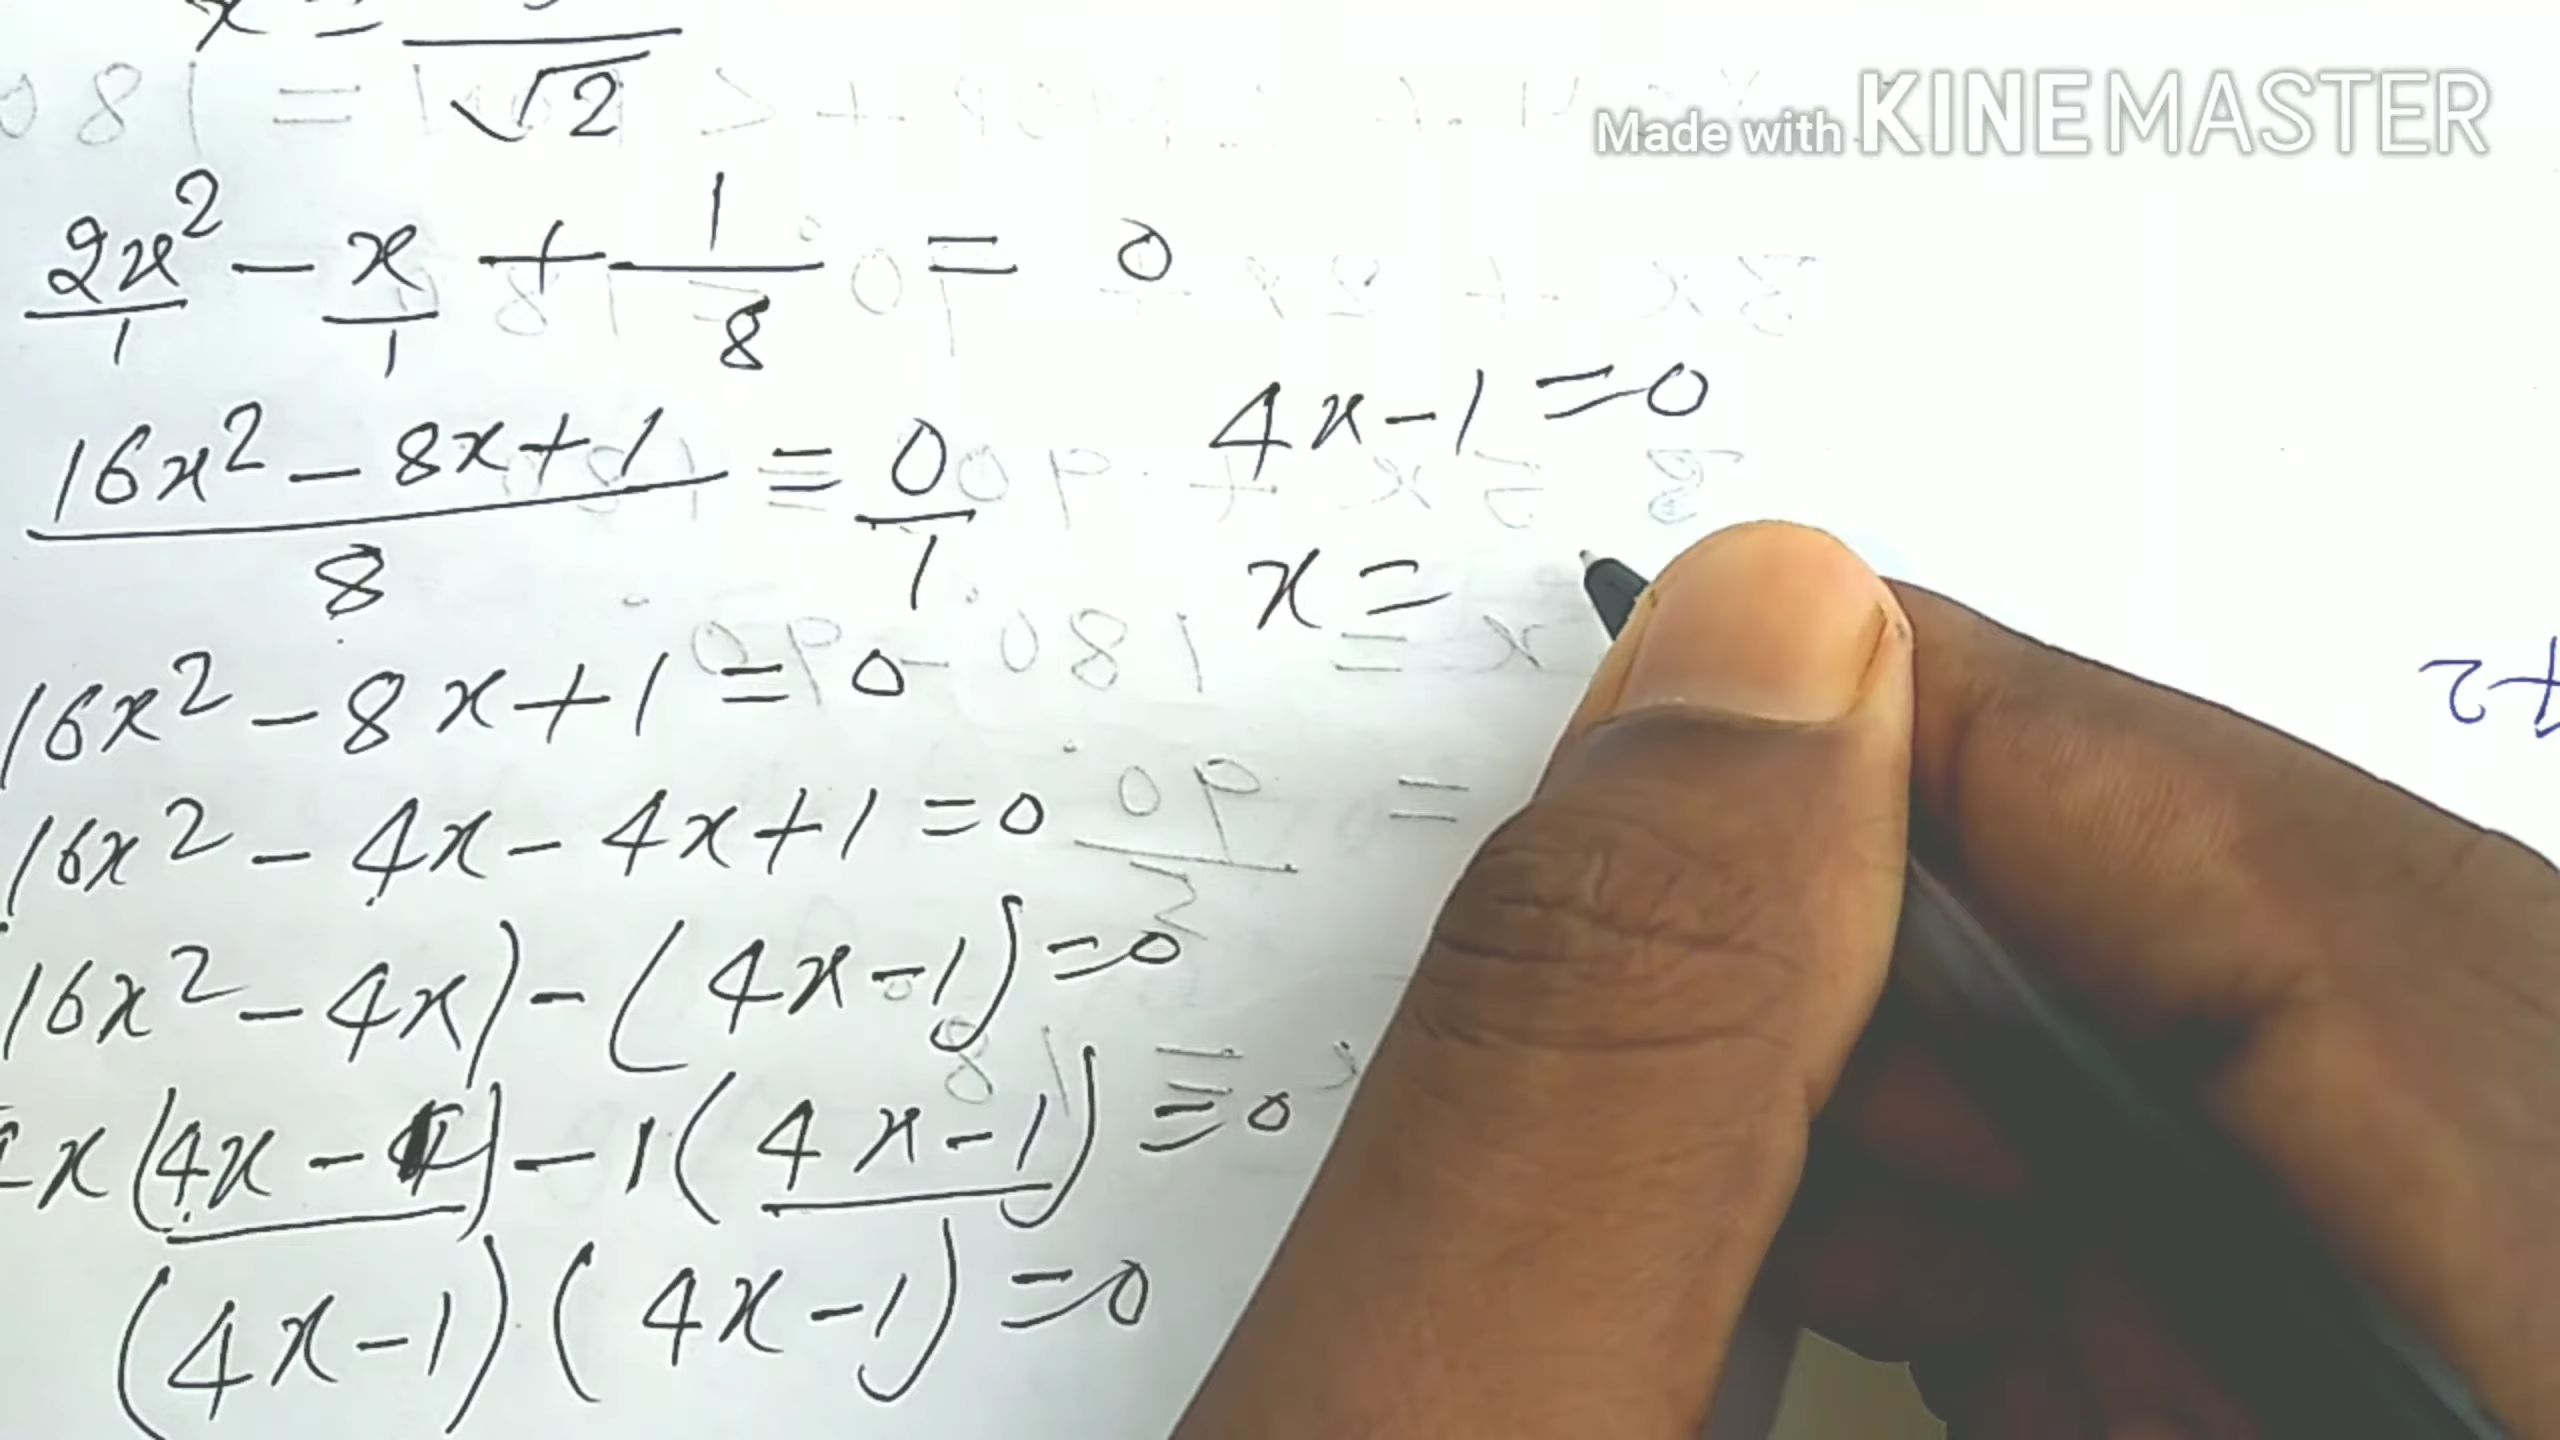 x = /√2
Made with KINEMASTER
2x²/1 - x/1 + 1/8 = 0
16x² - 8x + 1/8 = 0/1
16x² - 8x + 1 = 0
16x² - 4x - 4x + 1 = 0
16x² - 4x) - (4x - 1) = 0
x(4x - 1) - 1(4x - 1) = 0
(4x - 1)(4x - 1) = 0
4x - 1 = 0
x =